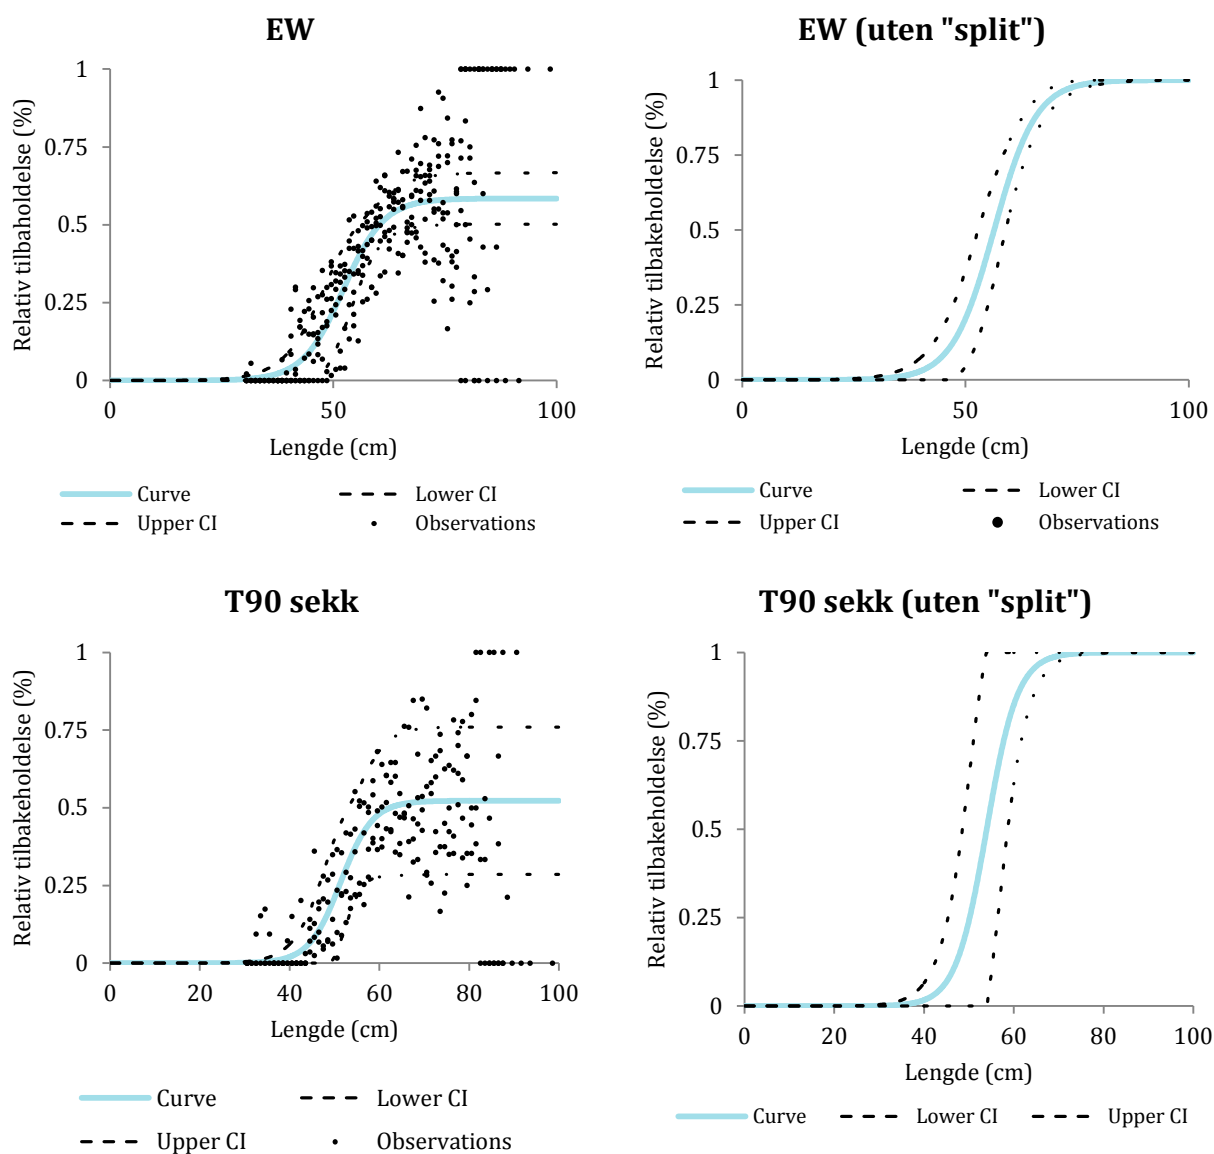 EW
Relativ tilbaholdelse (%)
1
0.75
0.5
0.25
0
0
50
100
Lengde (cm)
Curve
Lower CI
Upper CI
Observations
EW (uten "split")
Relativ tilbakeholdelse (%)
1
0.75
0.5
0.25
0
0
50
100
Lengde (cm)
Curve
Lower CI
Upper CI
Observations
T90 sekk
Relativ tilbakeholdelse (%)
1
0.75
0.5
0.25
0
0
20
40
60
80
100
Lengde (cm)
Curve
Lower CI
Upper CI
Observations
T90 sekk (uten "split")
Relativ tilbakeholdelse (%)
1
0.75
0.5
0.25
0
0
20
40
60
80
100
Lengde (cm)
Curve
Lower CI
Upper CI